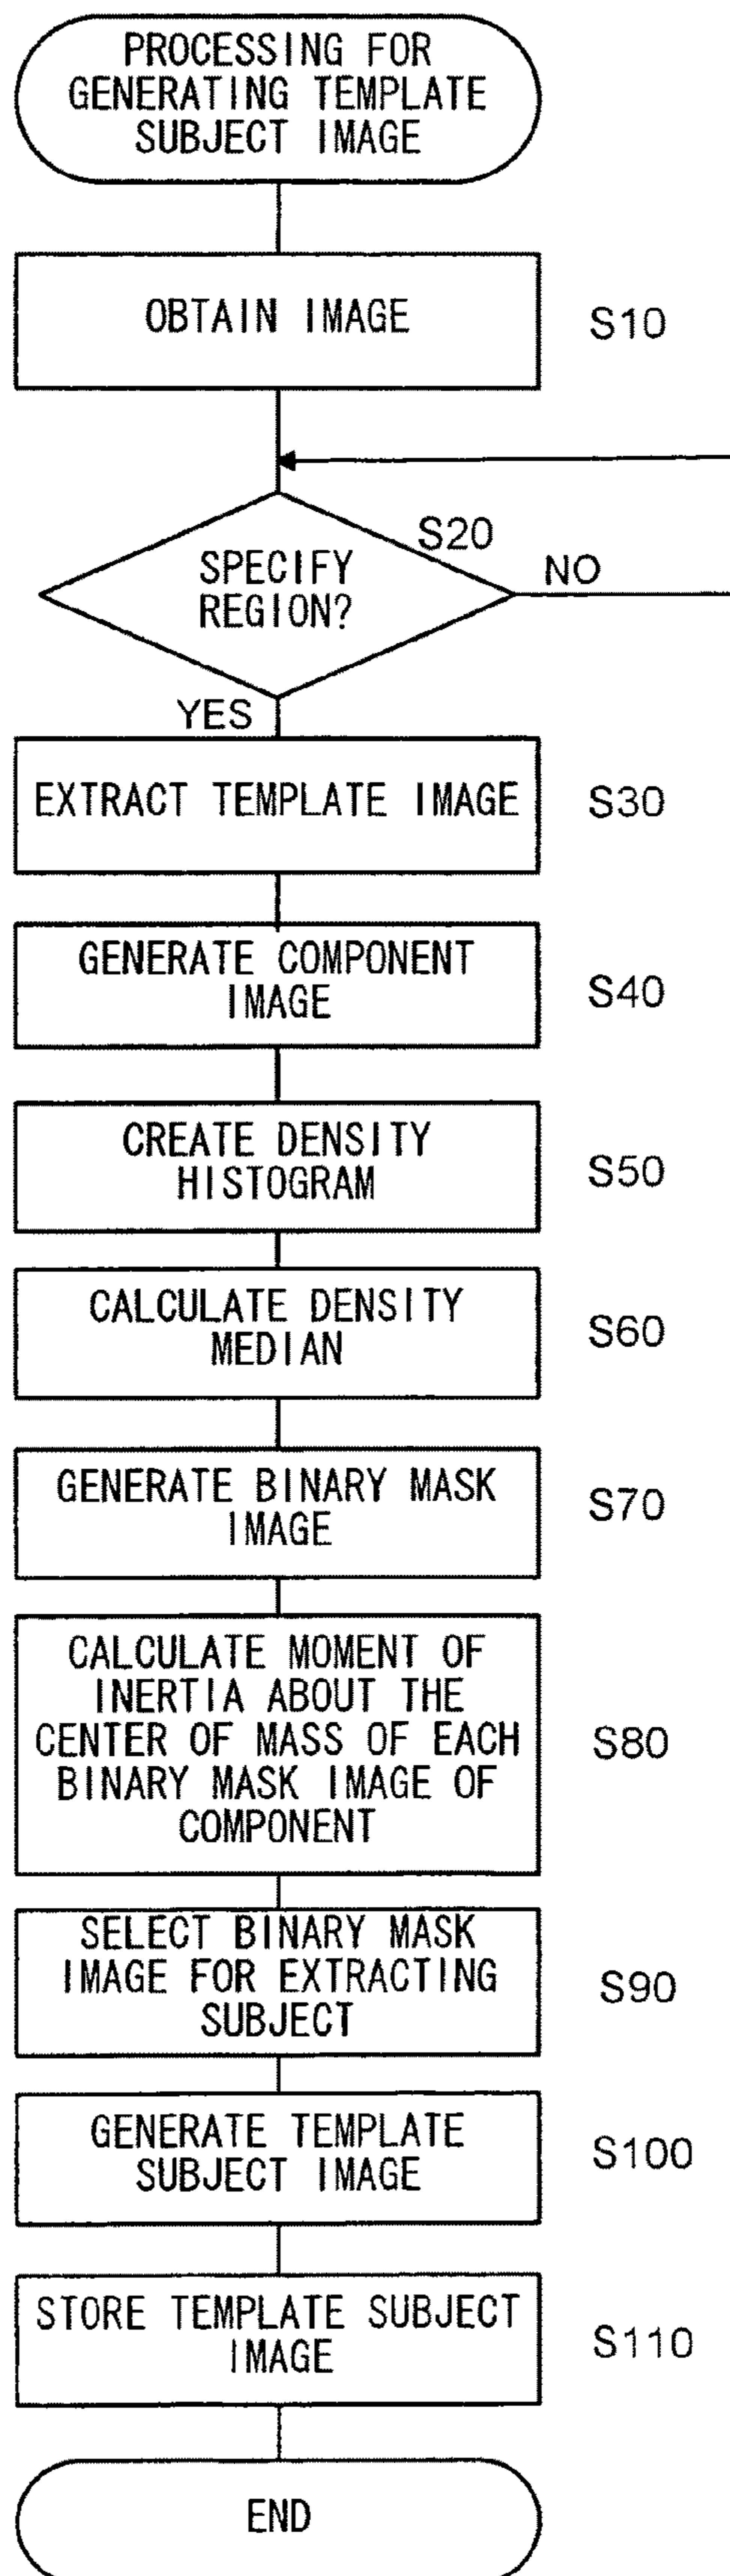 PROCESSING FOR
GENERATING TEMPLATE
SUBJECT IMAGE
OBTAIN IMAGE
S10
S20
SPECIFY
REGION?
NO
YES
EXTRACT TEMPLATE IMAGE
S30
GENERATE COMPONENT
IMAGE
S40
CREATE DENSITY
HISTOGRAM
S50
CALCULATE DENSITY
MEDIAN
S60
GENERATE BINARY MASK
IMAGE
S70
CALCULATE MOMENT OF
INERTIA ABOUT THE
CENTER OF MASS OF EACH
BINARY MASK IMAGE OF
COMPONENT
S80
SELECT BINARY MASK
IMAGE FOR EXTRACTING
SUBJECT
S90
GENERATE TEMPLATE
SUBJECT IMAGE
S100
STORE TEMPLATE SUBJECT
IMAGE
S110
END